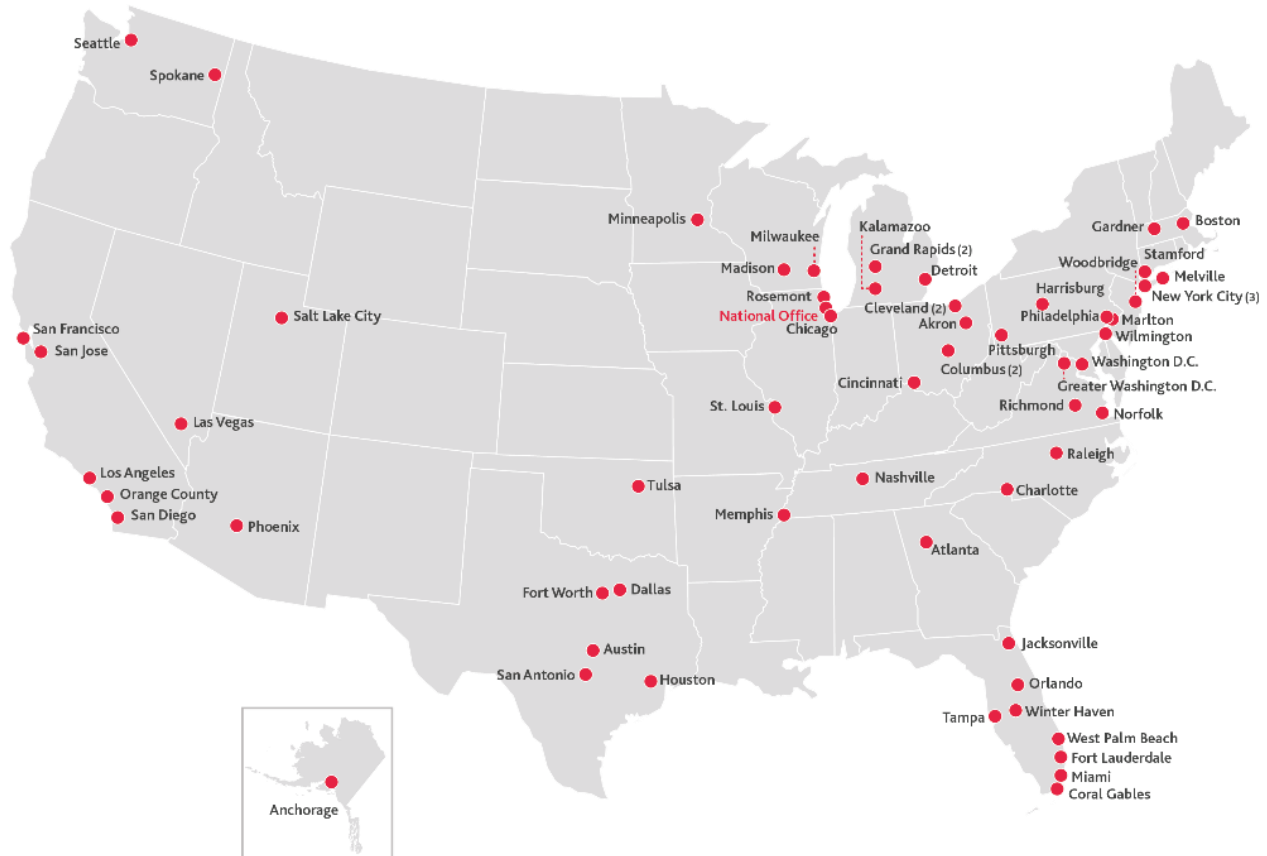 Seattle
Spokane
Minneapolis
Milwaukee
Madison
Rosemont
National Office
Chicago
Kalamazoo
Grand Rapids (2)
Detroit
Cleveland (2)
Akron
Columbus (2)
Cincinnati
Gardner
Boston
Stamford
Woodbridge
Melville
New York City (3)
Harrisburg
Philadelphia
Marlton
Wilmington
Pittsburgh
Washington D.C.
Greater Washington D.C.
Richmond
Norfolk
San Francisco
San Jose
Salt Lake City
Las Vegas
Los Angeles
Orange County
San Diego
Phoenix
St. Louis
Tulsa
Nashville
Memphis
Raleigh
Charlotte
Atlanta
Fort Worth
Dallas
Austin
San Antonio
Houston
Jacksonville
Orlando
Tampa
Winter Haven
West Palm Beach
Fort Lauderdale
Miami
Coral Gables
Anchorage